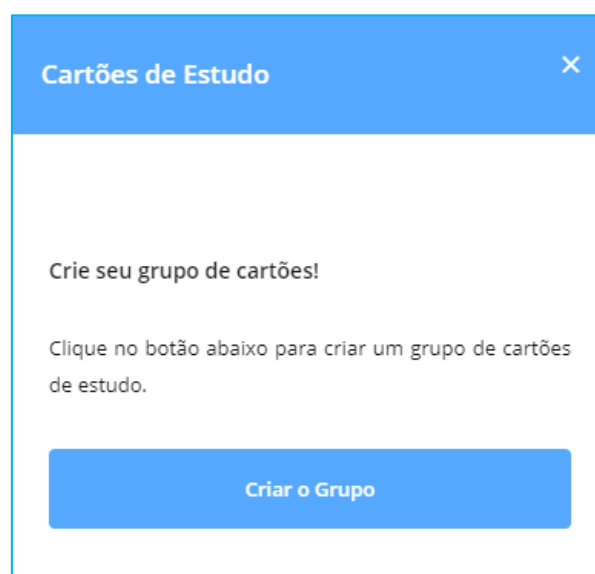 Cartões de Estudo
Crie seu grupo de cartões!
Clique no botão abaixo para criar um grupo de cartões
de estudo.
Criar o Grupo